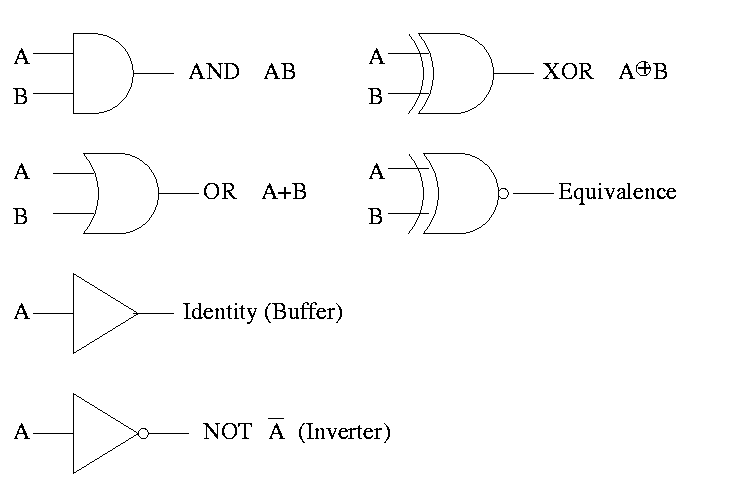 A
B
AND AB
A
B
XOR A⊕B
A
B
OR A+B
A
B
Equivalence
A
Identity (Buffer)
A
NOT A̅ (Inverter)